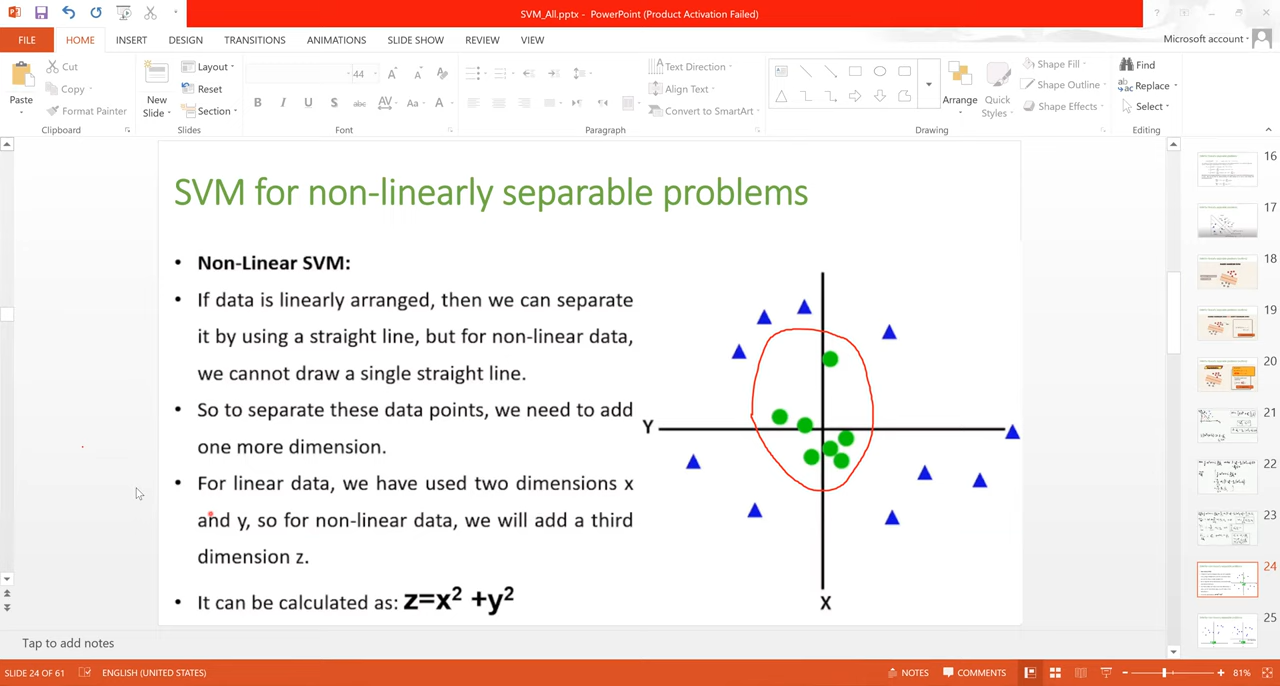 SVM_All.pptx - PowerPoint (Product Activation Failed)
FILE HOME INSERT DESIGN TRANSITIONS ANIMATIONS SLIDE SHOW REVIEW VIEW
Microsoft account
Paste
Cut
Copy
Format Painter
Clipboard
New Slide
Layout
Reset
Section
Slides
44
Font
Text Direction
Align Text
Convert to SmartArt
Paragraph
Arrange
Quick Styles
Shape Fill
Shape Outline
Shape Effects
Drawing
Find
Replace
Select
Editing
SVM for non-linearly separable problems
• Non-Linear SVM:
• If data is linearly arranged, then we can separate
it by using a straight line, but for non-linear data,
we cannot draw a single straight line.
• So to separate these data points, we need to add
one more dimension.
• For linear data, we have used two dimensions x
and y, so for non-linear data, we will add a third
dimension z.
• It can be calculated as: z=x² +y²
Y
X
16
17
18
19
20
21
22
23
24
25
Tap to add notes
SLIDE 24 OF 61 ENGLISH (UNITED STATES) NOTES COMMENTS 81%